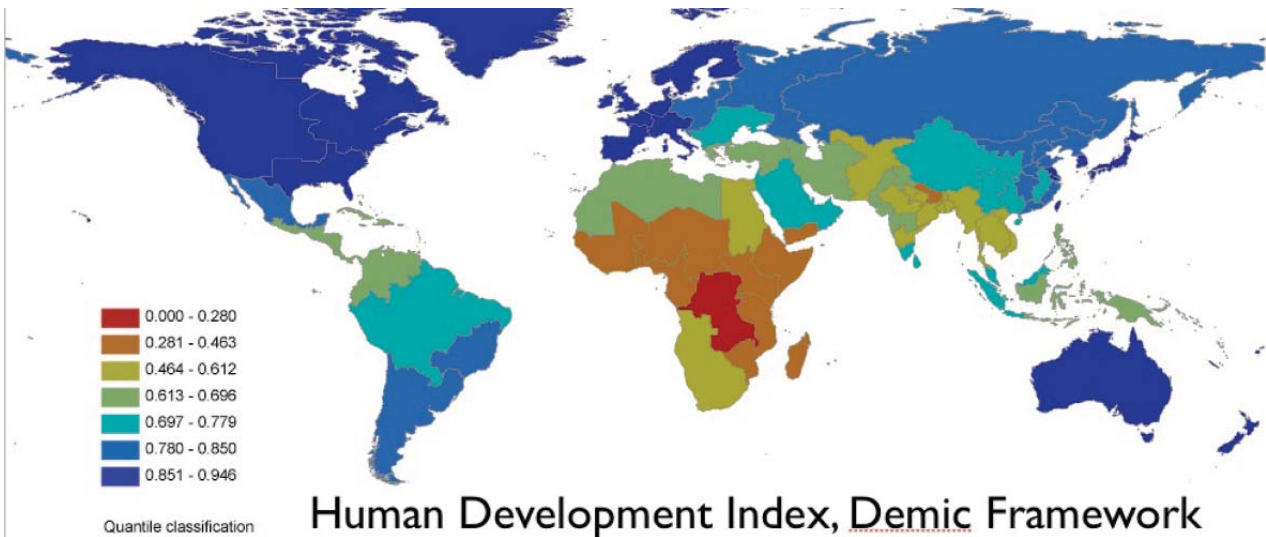 0.000 - 0.280
0.281 - 0.463
0.464 - 0.612
0.613 - 0.696
0.697 - 0.779
0.780 - 0.850
0.851 - 0.946
Quantile classification
Human Development Index, Demic Framework